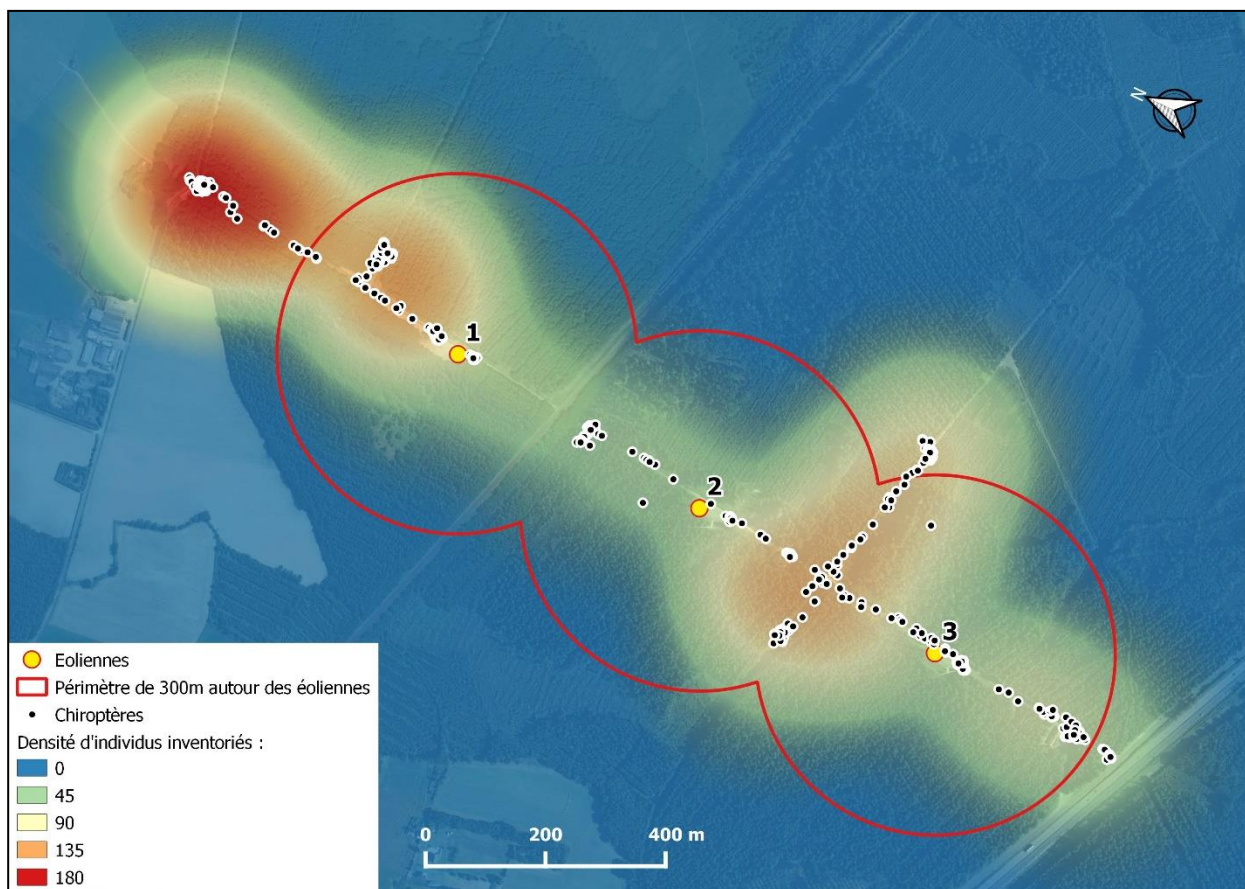 N
1
2
3
Eoliennes
Périmètre de 300m autour des éoliennes
Chiroptères
Densité d'individus inventoriés :
0
45
90
135
180
0 200 400 m